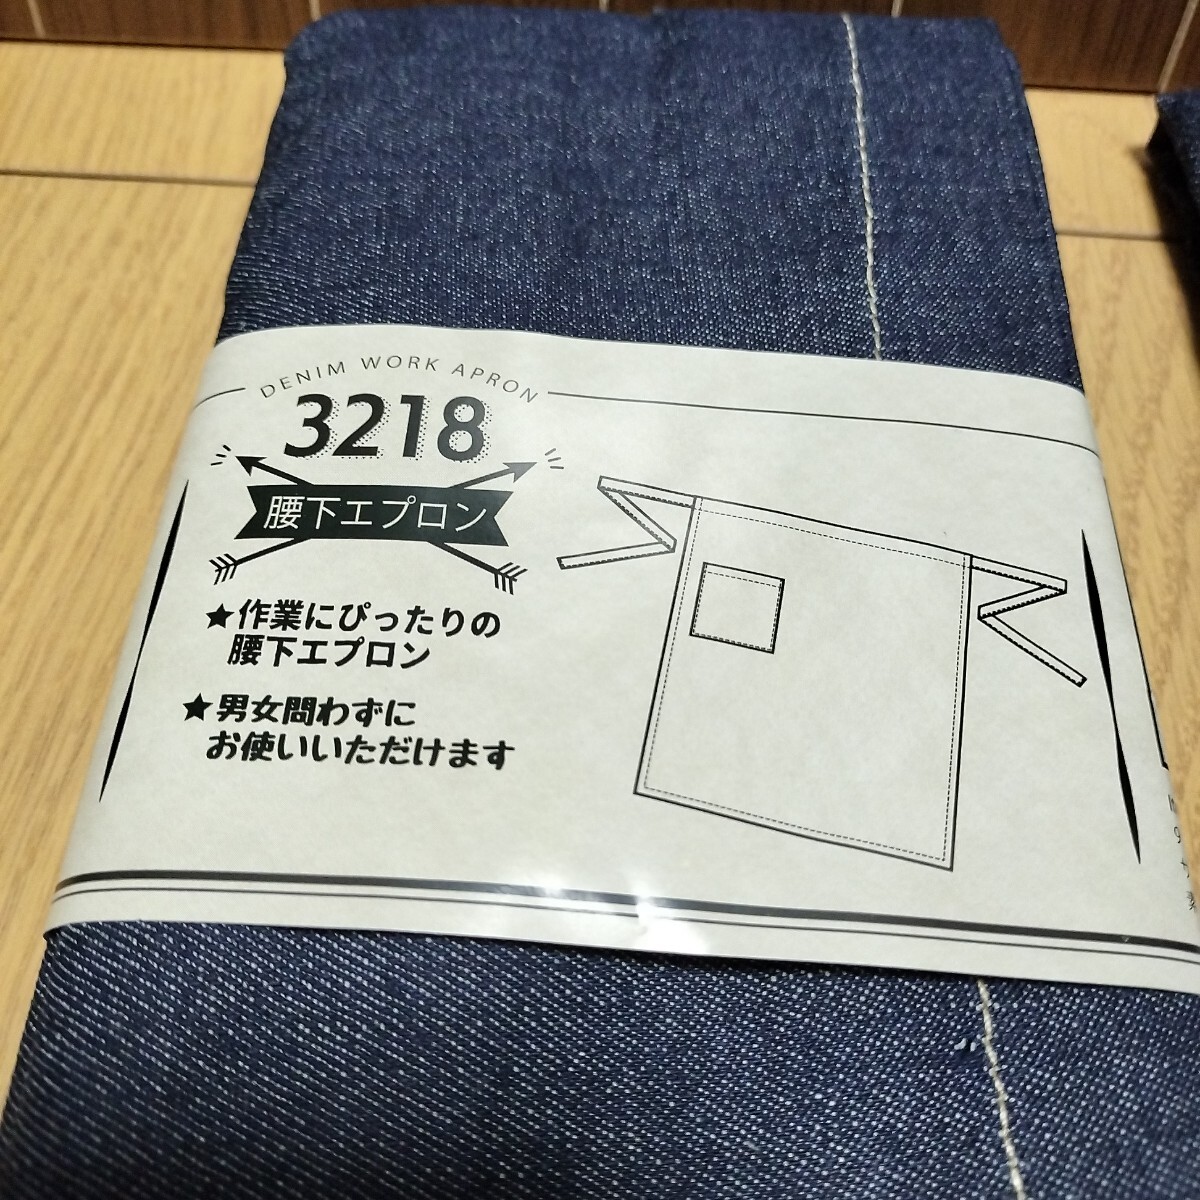 DENIM WORK APRON
3218
腰下エプロン
★作業にぴったりの
腰下エプロン
★男女問わずに
お使いいただけます